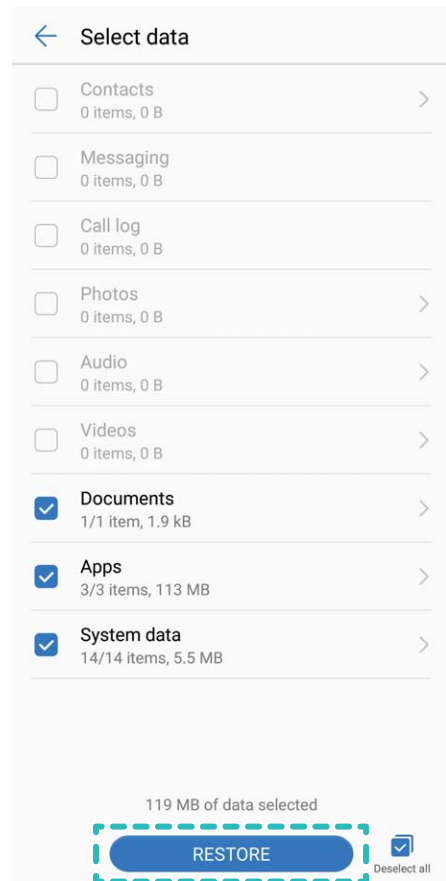 Select data
Contacts
0 items, 0 B
Messaging
0 items, 0 B
Call log
0 items, 0 B
Photos
0 items, 0 B
Audio
0 items, 0 B
Videos
0 items, 0 B
Documents
1/1 item, 1.9 kB
Apps
3/3 items, 113 MB
System data
14/14 items, 5.5 MB
119 MB of data selected
RESTORE
Deselect all